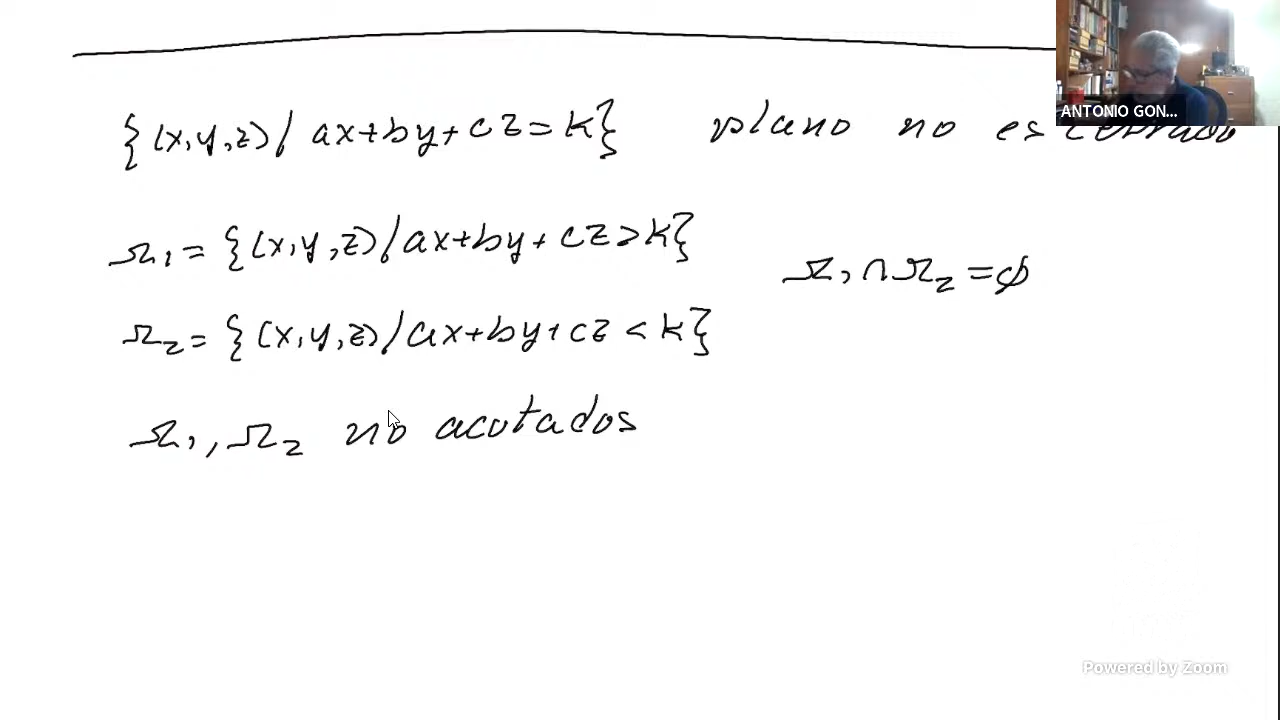 {(x,y,z)/ ax+by+cz=k} plano no es cerrado
ANTONIO GON...
Ω₁= {(x,y,z)/ax+by+cz>k}
Ω₁∩Ω₂=φ
Ω₂= {(x,y,z)/ax+by+cz<k}
Ω₁,Ω₂ no acotados
Powered by Zoom